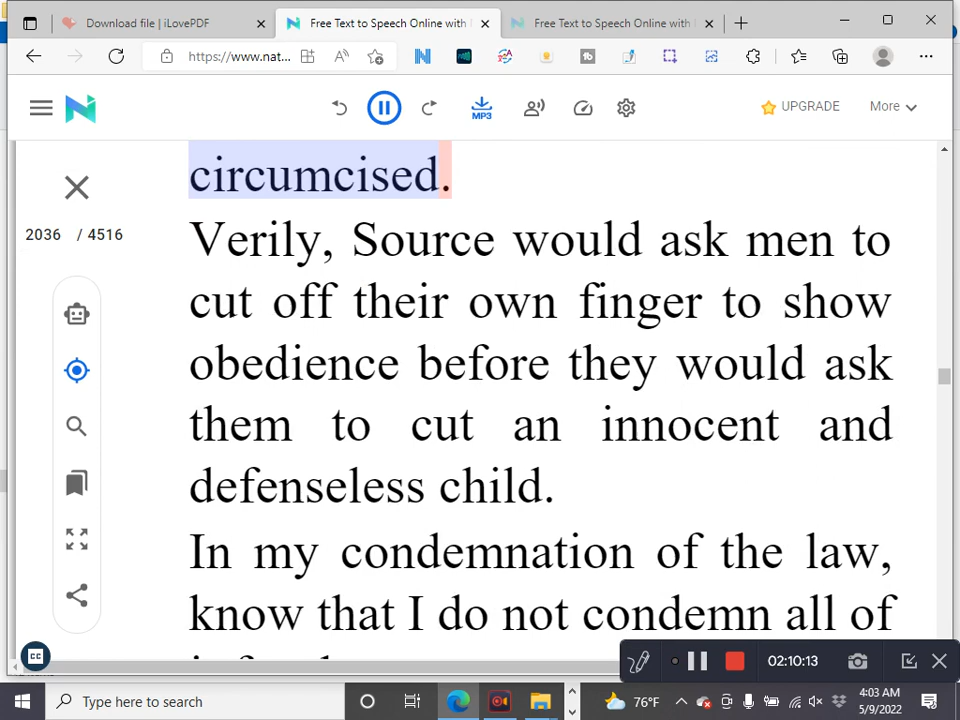 Download file | iLovePDF
Free Text to Speech Online with
Free Text to Speech Online with
https://www.nat...
UPGRADE
More
MP3
circumcised.
2036 / 4516
Verily, Source would ask men to
cut off their own finger to show
obedience before they would ask
them to cut an innocent and
defenseless child.
In my condemnation of the law,
know that I do not condemn all of
CC
02:10:13
Type here to search
76°F
4:03 AM
5/9/2022